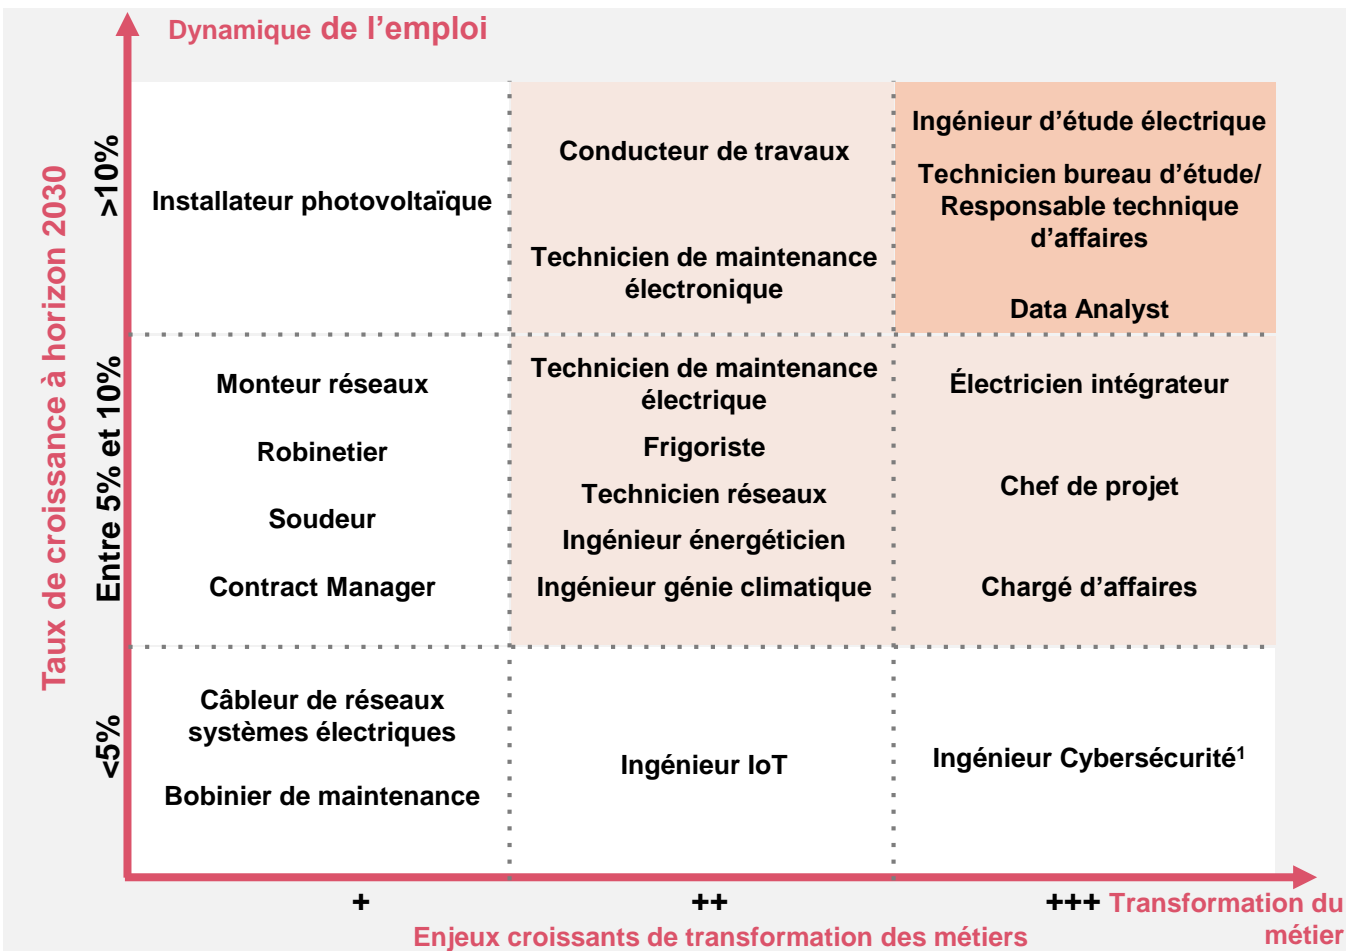 Dynamique de l’emploi
Taux de croissance à horizon 2030
>10%
Installateur photovoltaïque
Conducteur de travaux
Technicien de maintenance
électronique
Ingénieur d’étude électrique
Technicien bureau d’étude/
Responsable technique
d’affaires
Data Analyst
Entre 5% et 10%
Monteur réseaux
Robinetier
Soudeur
Contract Manager
Technicien de maintenance
électrique
Frigoriste
Technicien réseaux
Ingénieur énergéticien
Ingénieur génie climatique
Électricien intégrateur
Chef de projet
Chargé d’affaires
<5%
Câbleur de réseaux
systèmes électriques
Bobinier de maintenance
Ingénieur IoT
Ingénieur Cybersécurité¹
+
++
+++
Transformation du
métier
Enjeux croissants de transformation des métiers